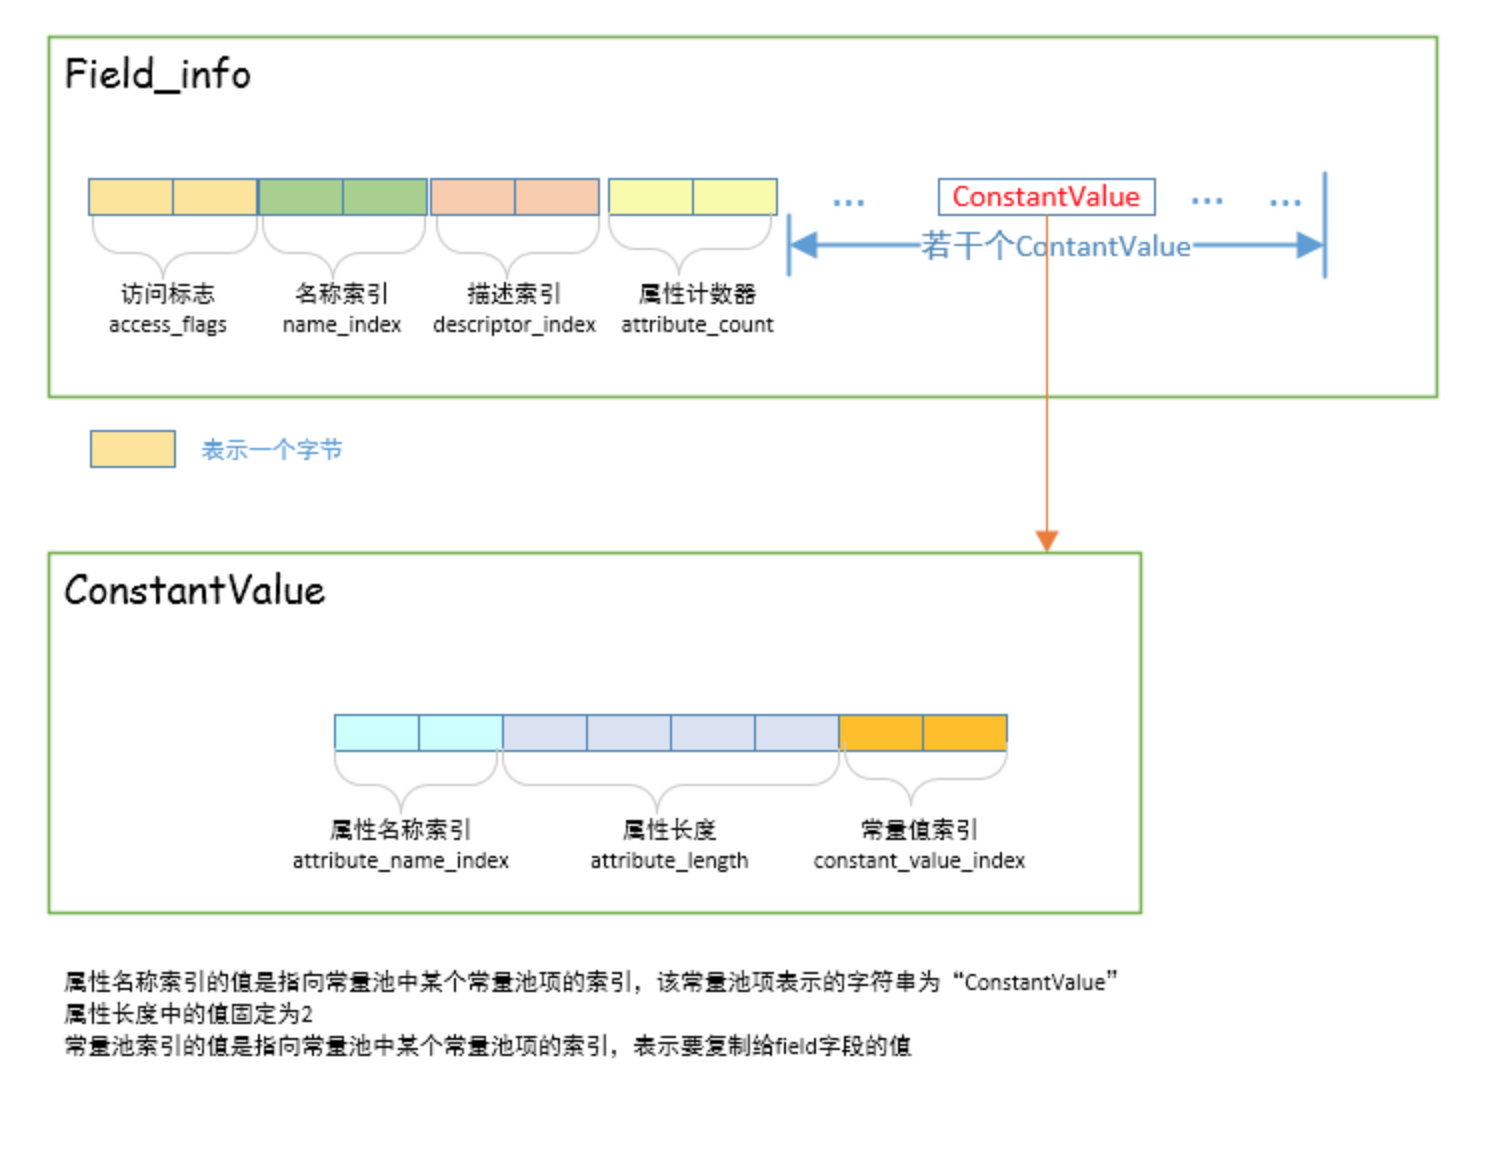 Field_info
... ConstantValue ... ...
若干个ContantValue
访问标志 名称索引 描述索引 属性计数器
access_flags name_index descriptor_index attribute_count
表示一个字节
ConstantValue
属性名称索引 属性长度 常量值索引
attribute_name_index attribute_length constant_value_index
属性名称索引的值是指向常量池中某个常量池项的索引，该常量池项表示的字符串为“ConstantValue”
属性长度中的值固定为2
常量池索引的值是指向常量池中某个常量池项的索引，表示要复制给field字段的值